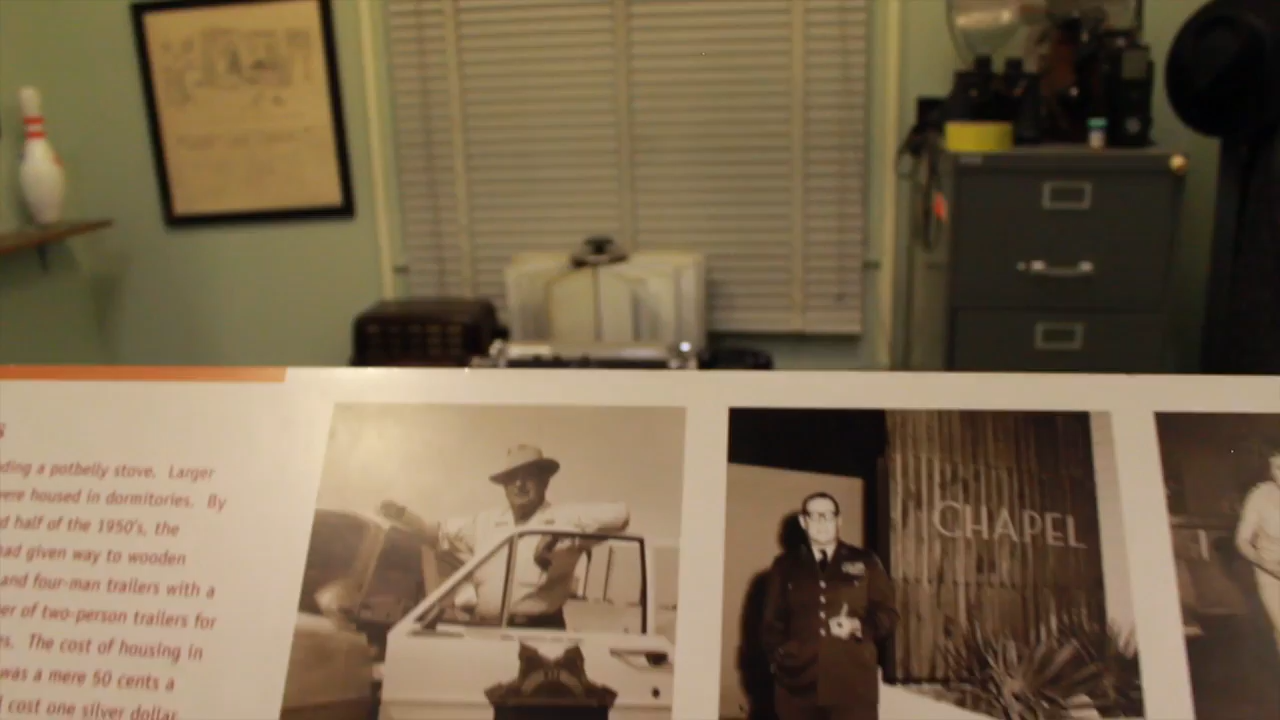 s
ding a potbelly stove. Larger
vere housed in dormitories. By
d half of the 1950's, the
had given way to wooden
and four-man trailers with a
er of two-person trailers for
es. The cost of housing in
was a mere 50 cents a
cost one silver dollar
CHAPEL